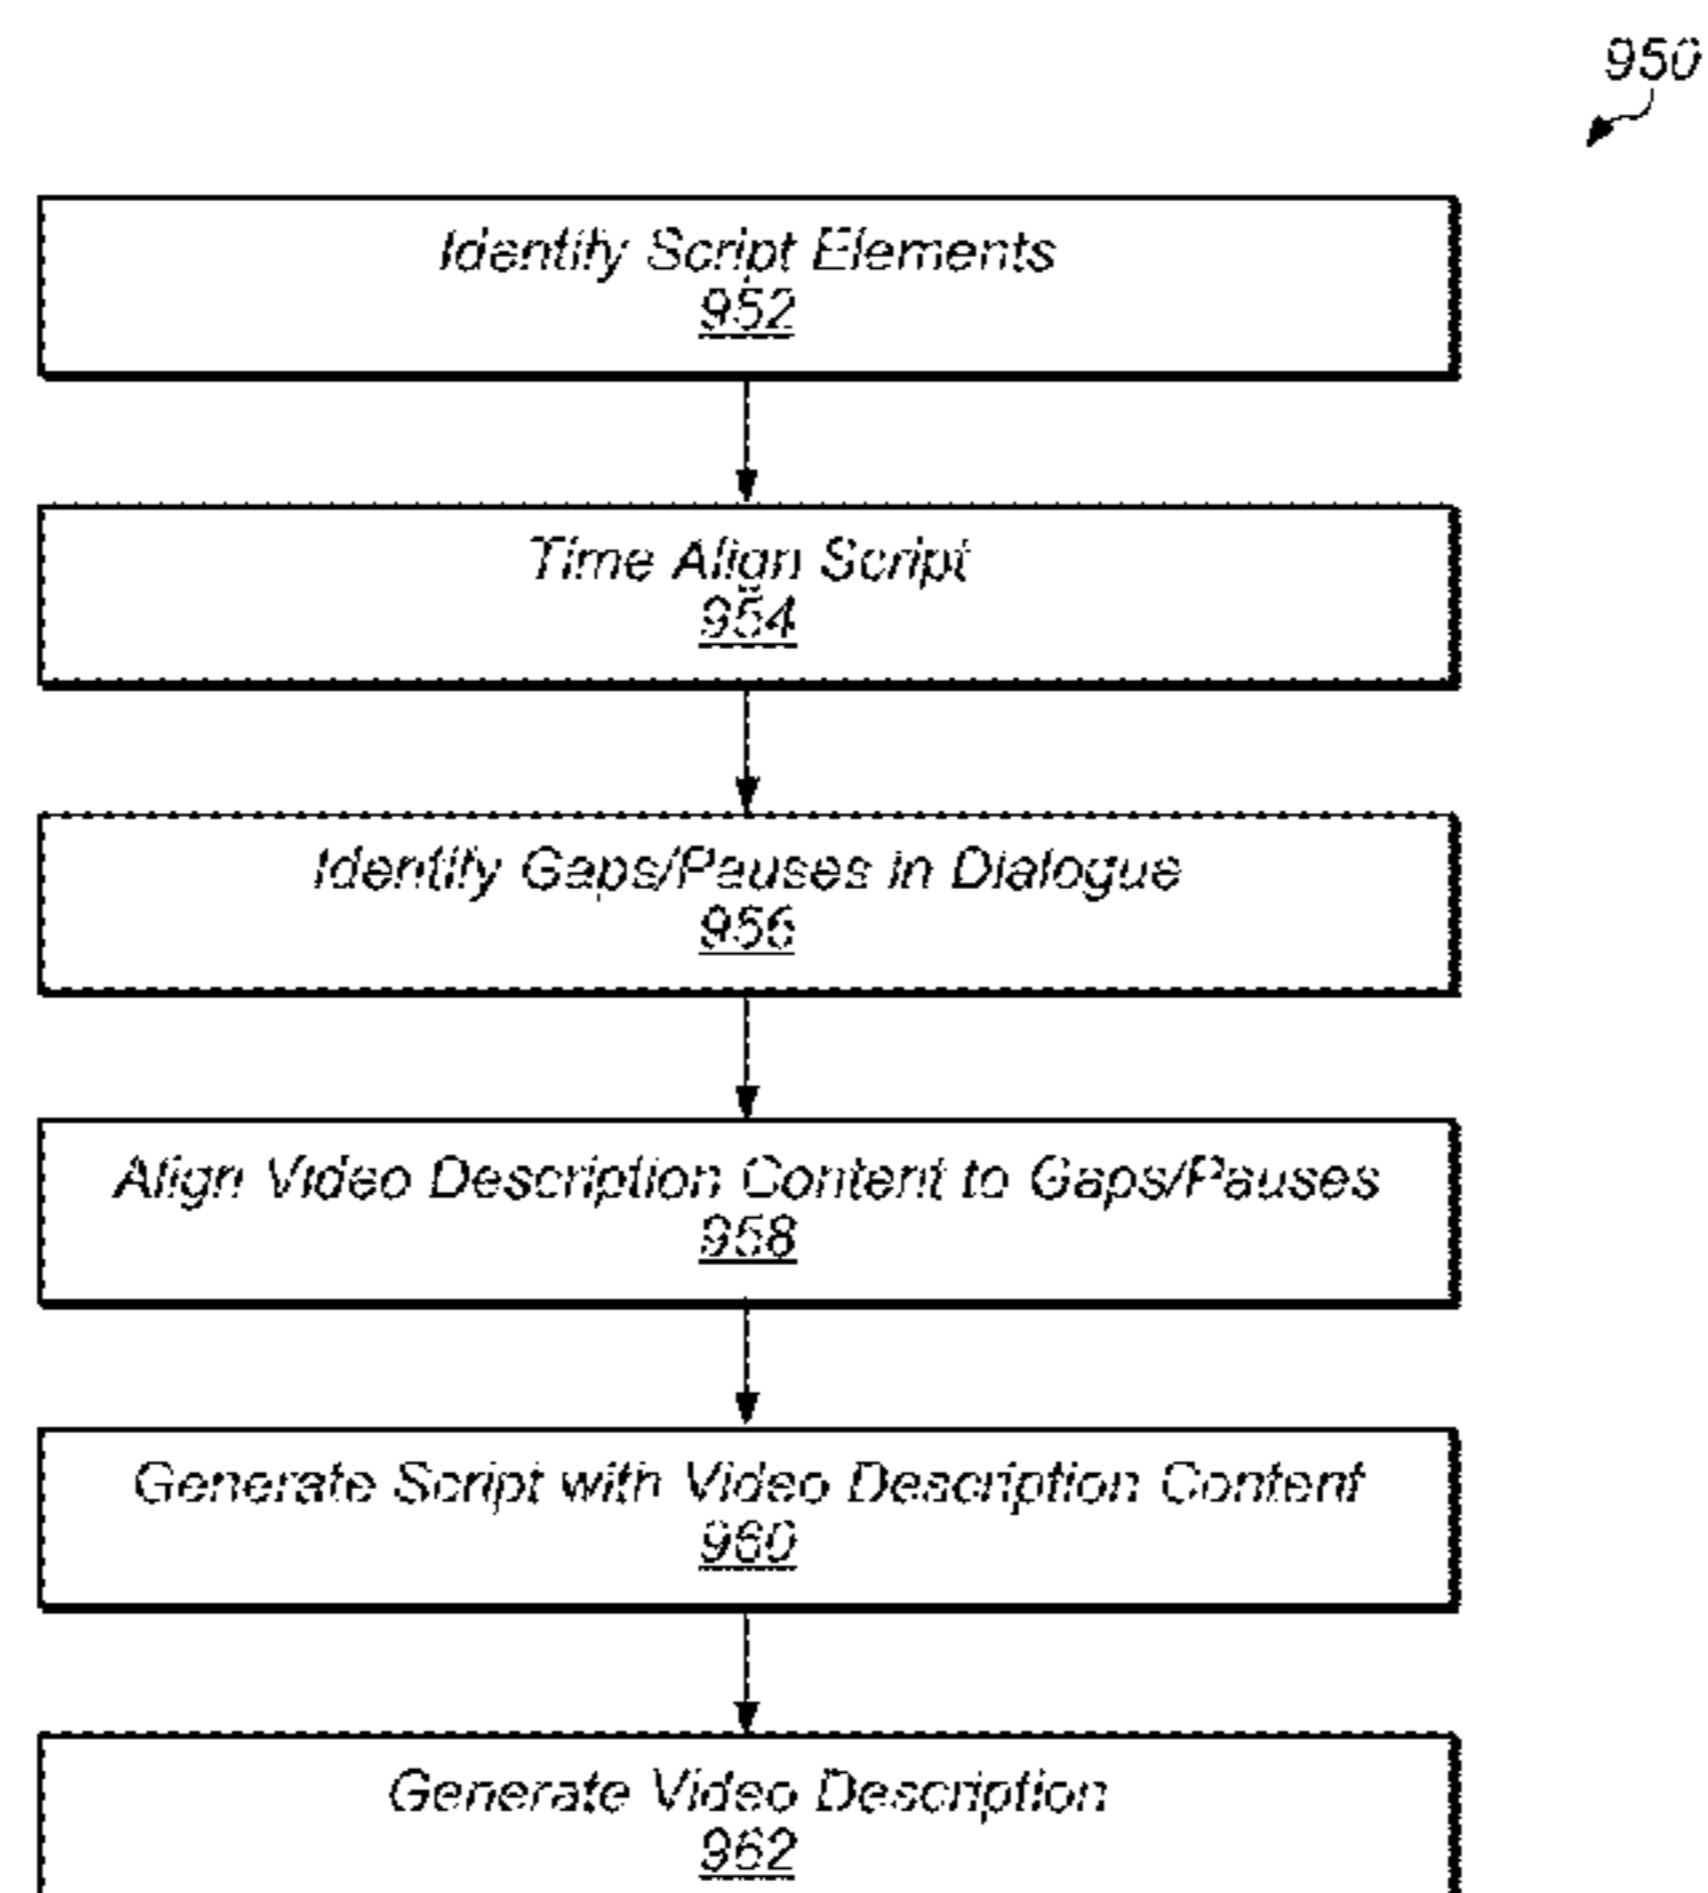 950
Identify Script Elements
952
Time Align Script
954
Identify Gaps/Pauses in Dialogue
956
Align Video Description Content to Gaps/Pauses
958
Generate Script with Video Description Content
960
Generate Video Description
962